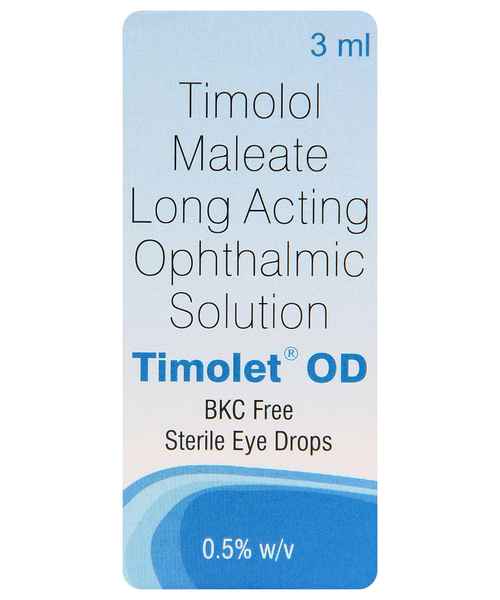 3 ml
Timolol
Maleate
Long Acting
Ophthalmic
Solution
Timolet® OD
BKC Free
Sterile Eye Drops
0.5% w/v